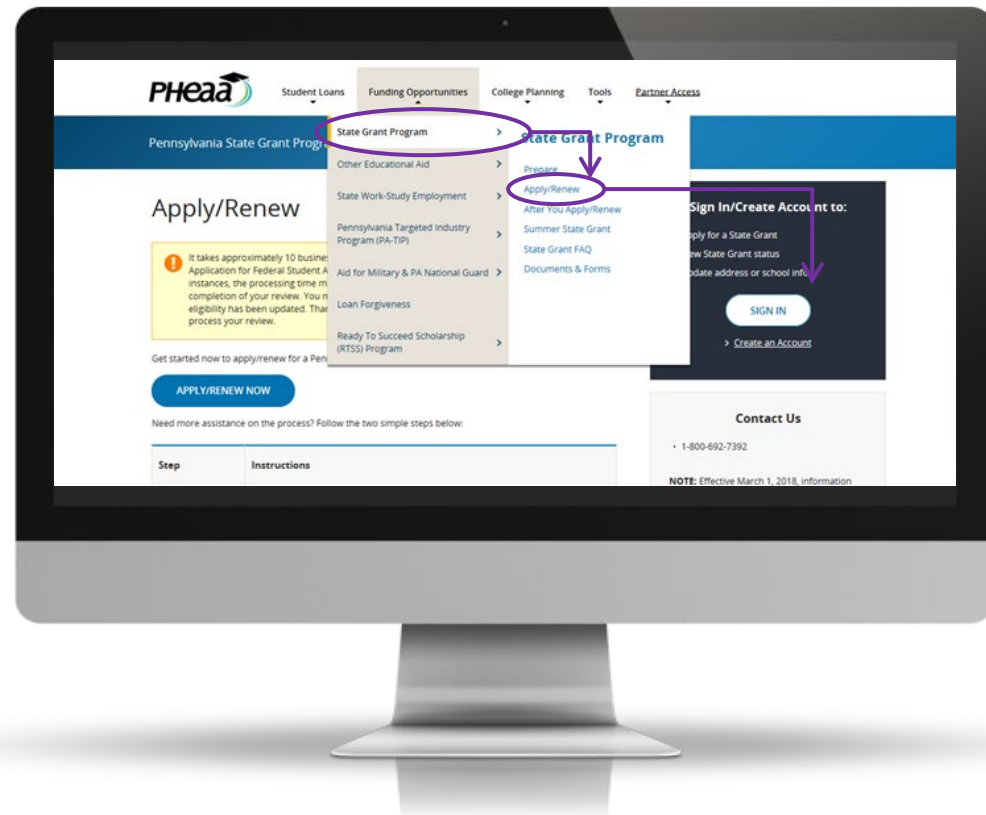 PHEAA
Student Loans
Funding Opportunities
College Planning
Tools
Partner Access
Pennsylvania State Grant
State Grant Program
Other Educational Aid
State Work-Study Employment
Pennsylvania Targeted Industry
Program (PA-TIP)
Aid for Military & PA National Guard
Loan Forgiveness
Ready To Succeed Scholarship
(RTSS) Program
State Grant Program
Prepare
Apply/Renew
After You Apply/Renew
Summer State Grant
State Grant FAQ
Documents & Forms
Apply/Renew
It takes approximately 10
Application for Federal Student
instances, the processing time
completion of your review. You
eligibility has been updated.
process your review.
Get started now to apply/renew for a
APPLY/RENEW NOW
Need more assistance on the process? Follow the two simple steps below:
Step
Instructions
Sign In/Create Account to:
for a State Grant
State Grant status
address or school info
SIGN IN
> Create an Account
Contact Us
• 1-800-692-7392
NOTE: Effective March 1, 2018, information